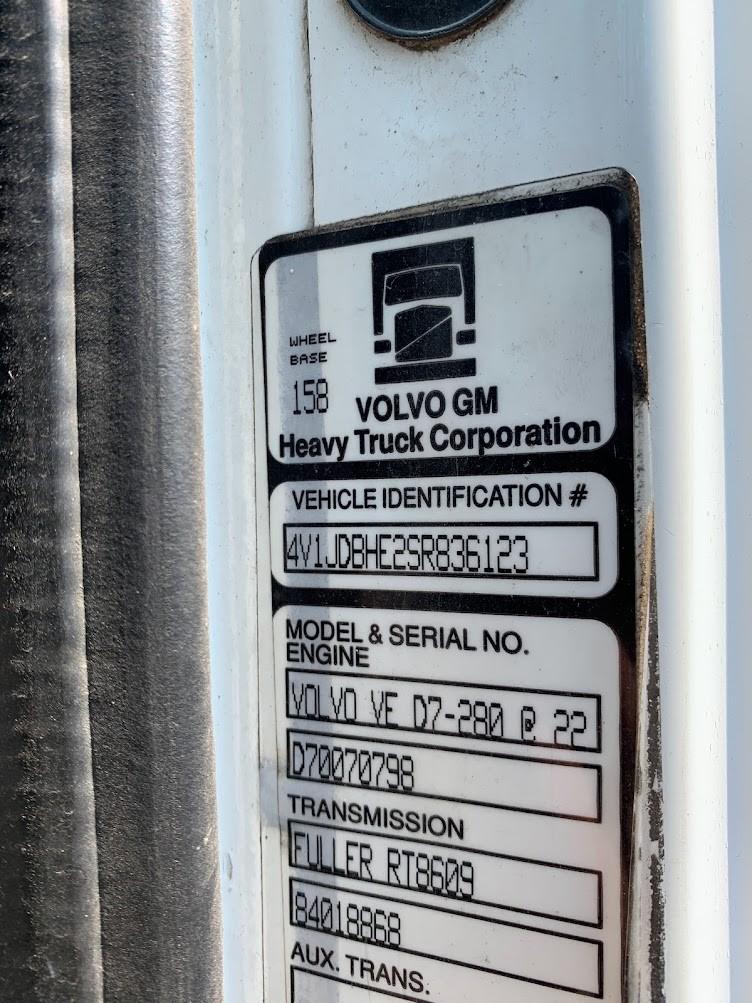 WHEEL
BASE
158
VOLVO GM
Heavy Truck Corporation
VEHICLE IDENTIFICATION #
4V1JDBHE2SR836123
MODEL & SERIAL NO.
ENGINE
VOLVO VE D7-280 @ 22
D70070798
TRANSMISSION
FULLER RT8609
84018868
AUX. TRANS.